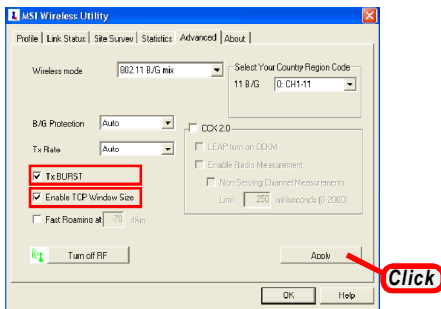 MSI Wireless Utility
Profile Link Status Site Survey Statistics Advanced About
Wireless mode 802.11 B/G mix
Select Your Country Region Code
11 B/G 0: CH1-11
B/G Protection Auto
CCX 2.0
Tx Rate Auto
LEAP turn on CCKM
Enable Radio Measurement
Tx BURST
Non-Serving Channel Measurements
Enable TCP Window Size
Limit 250 milliseconds (0-2000)
Fast Roaming at -70 dBm
Turn off RF
Apply
Click
OK Help